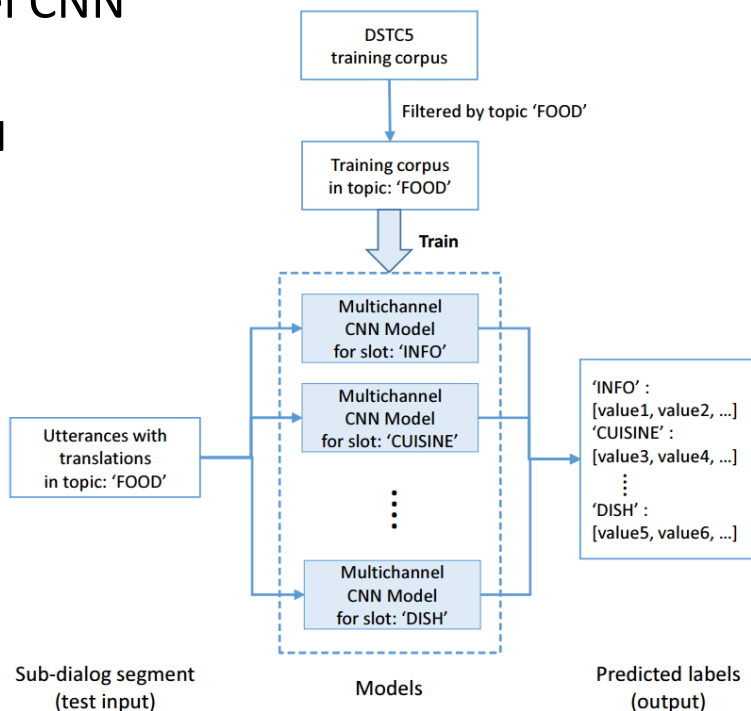 CNN
DSTC5
training corpus
Filtered by topic ‘FOOD’
Training corpus
in topic: ‘FOOD’
Train
Multichannel
CNN Model
for slot: ‘INFO’
Multichannel
CNN Model
for slot: ‘CUISINE’
Multichannel
CNN Model
for slot: ‘DISH’
Utterances with
translations
in topic: ‘FOOD’
‘INFO’ :
[value1, value2, ...]
‘CUISINE’ :
[value3, value4, ...]
‘DISH’ :
[value5, value6, ...]
Sub-dialog segment
(test input)
Models
Predicted labels
(output)